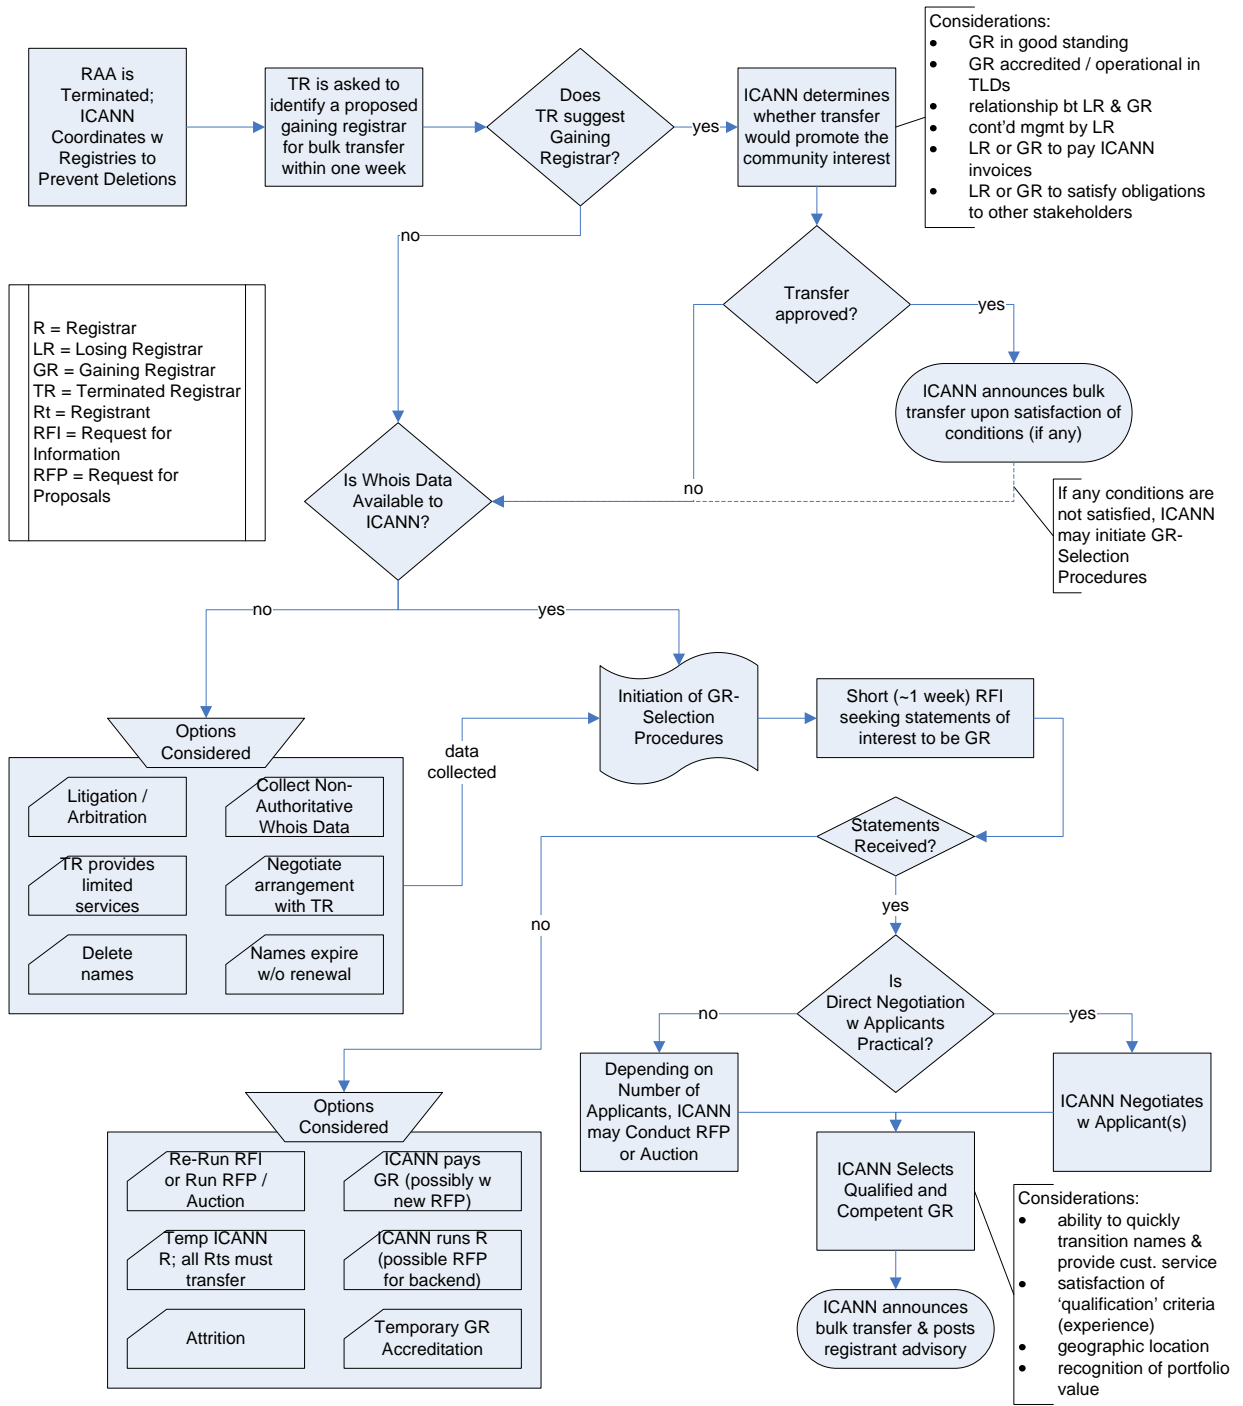 RAA is
Terminated;
ICANN
Coordinates w
Registries to
Prevent Deletions
TR is asked to
identify a proposed
gaining registrar
for bulk transfer
within one week
Does
TR suggest
Gaining
Registrar?
yes
no
ICANN determines
whether transfer
would promote the
community interest
Considerations:
• GR in good standing
• GR accredited / operational in
TLDs
• relationship bt LR & GR
• cont’d mgmt by LR
• LR or GR to pay ICANN
invoices
• LR or GR to satisfy obligations
to other stakeholders
Transfer
approved?
yes
no
ICANN announces bulk
transfer upon satisfaction of
conditions (if any)
If any conditions are
not satisfied, ICANN
may initiate GR-
Selection
Procedures
R = Registrar
LR = Losing Registrar
GR = Gaining Registrar
TR = Terminated Registrar
Rt = Registrant
RFI = Request for
Information
RFP = Request for
Proposals
Is Whois Data
Available to
ICANN?
no
yes
Options
Considered
Litigation /
Arbitration
Collect Non-
Authoritative
Whois Data
TR provides
limited
services
Negotiate
arrangement
with TR
Delete
names
Names expire
w/o renewal
data
collected
Initiation of GR-
Selection
Procedures
Short (~1 week) RFI
seeking statements of
interest to be GR
Statements
Received?
yes
no
Is
Direct Negotiation
w Applicants
Practical?
no
yes
Depending on
Number of
Applicants, ICANN
may Conduct RFP
or Auction
ICANN Negotiates
w Applicant(s)
Options
Considered
Re-Run RFI
or Run RFP /
Auction
ICANN pays
GR (possibly w
new RFP)
Temp ICANN
R; all Rts must
transfer
ICANN runs R
(possible RFP
for backend)
Attrition
Temporary GR
Accreditation
ICANN Selects
Qualified and
Competent GR
ICANN announces
bulk transfer & posts
registrant advisory
Considerations:
• ability to quickly
transition names &
provide cust. service
• satisfaction of
‘qualification’ criteria
(experience)
• geographic location
• recognition of portfolio
value